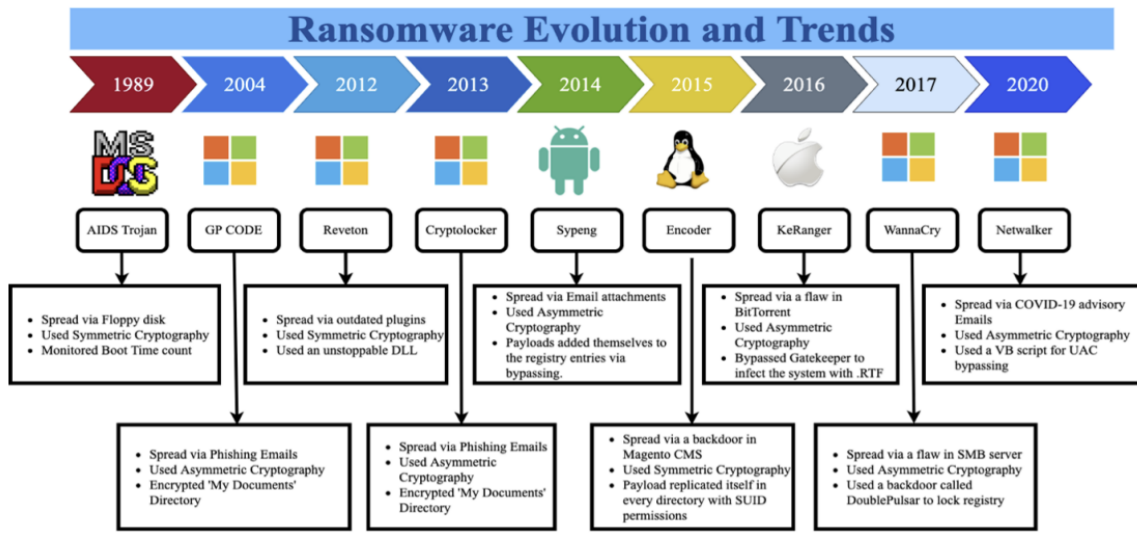 Ransomware Evolution and Trends
1989
2004
2012
2013
2014
2015
2016
2017
2020
MS
DOS
AIDS Trojan
GP CODE
Reveton
Cryptolocker
Sypeng
Encoder
KeRanger
WannaCry
Netwalker
• Spread via Floppy disk
• Used Symmetric Cryptography
• Monitored Boot Time count
• Spread via outdated plugins
• Used Symmetric Cryptography
• Used an unstoppable DLL
• Spread via Email attachments
• Used Asymmetric
Cryptography
• Payloads added themselves to
the registry entries via
bypassing.
• Spread via a flaw in
BitTorrent
• Used Asymmetric
Cryptography
• Bypassed Gatekeeper to
infect the system with .RTF
• Spread via COVID-19 advisory
Emails
• Used Asymmetric Cryptography
• Used a VB script for UAC
bypassing
• Spread via Phishing Emails
• Used Asymmetric Cryptography
• Encrypted 'My Documents'
Directory
• Spread via Phishing Emails
• Used Asymmetric
Cryptography
• Encrypted 'My Documents'
Directory
• Spread via a backdoor in
Magento CMS
• Used Symmetric Cryptography
• Payload replicated itself in
every directory with SUID
permissions
• Spread via a flaw in SMB server
• Used Asymmetric Cryptography
• Used a backdoor called
DoublePulsar to lock registry